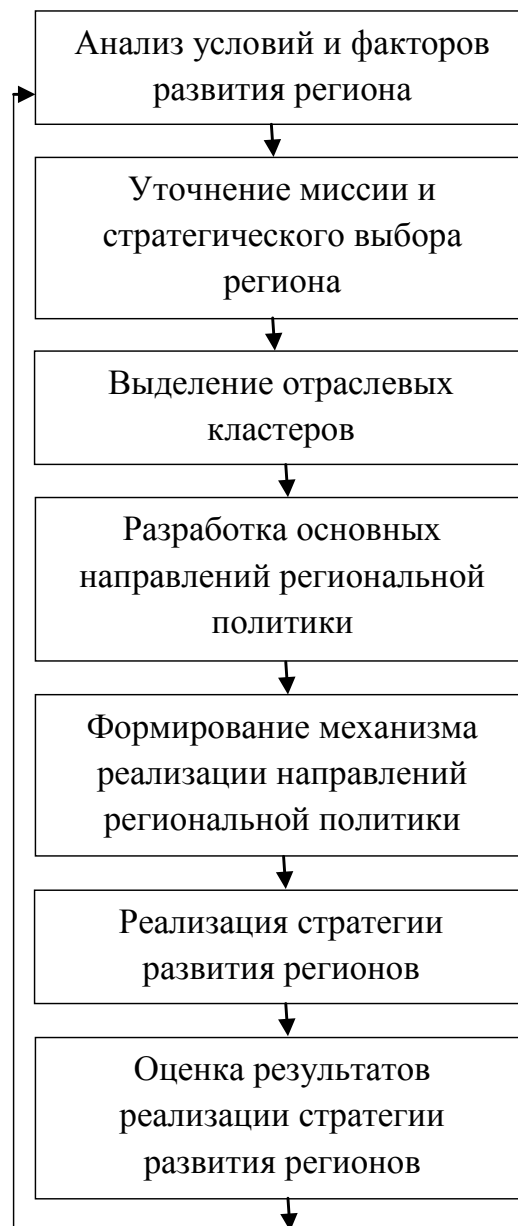 Анализ условий и факторов
развития региона
Уточнение миссии и
стратегического выбора
региона
Выделение отраслевых
кластеров
Разработка основных
направлений региональной
политики
Формирование механизма
реализации направлений
региональной политики
Реализация стратегии
развития регионов
Оценка результатов
реализации стратегии
развития регионов